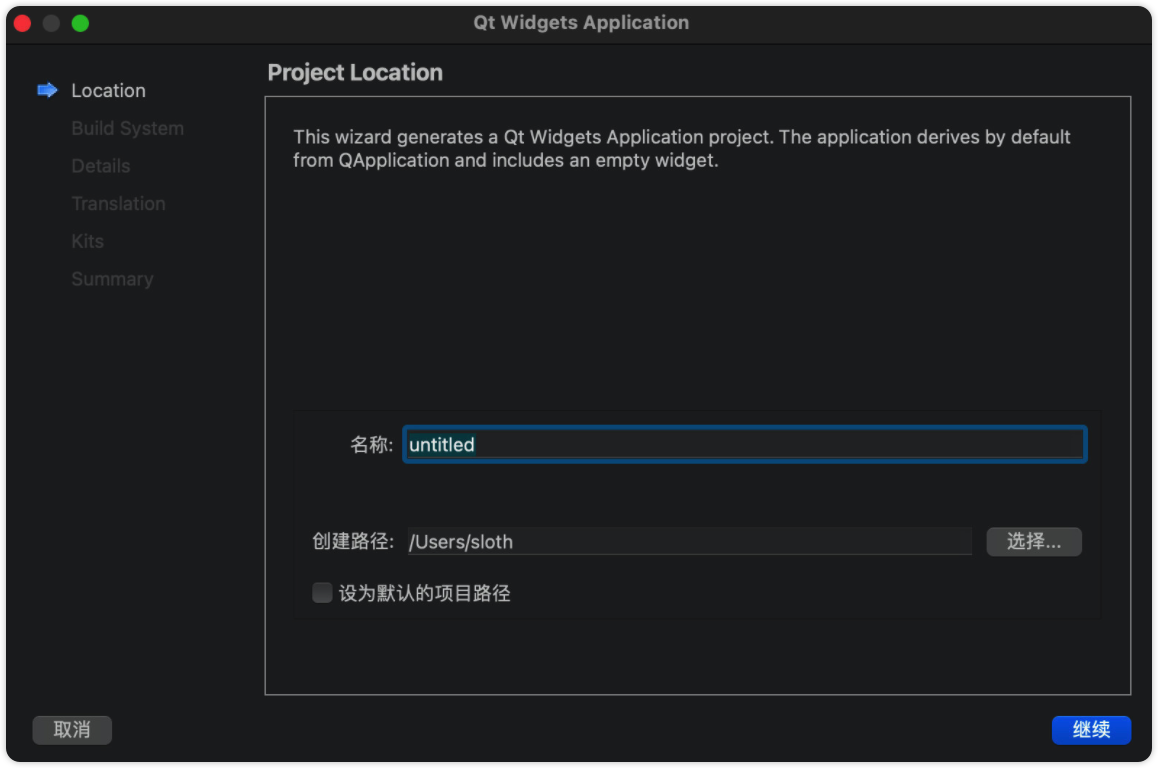 Qt Widgets Application
Location
Build System
Details
Translation
Kits
Summary
Project Location
This wizard generates a Qt Widgets Application project. The application derives by default
from QApplication and includes an empty widget.
名称: untitled
创建路径: /Users/sloth 选择...
设为默认的项目路径
取消 继续